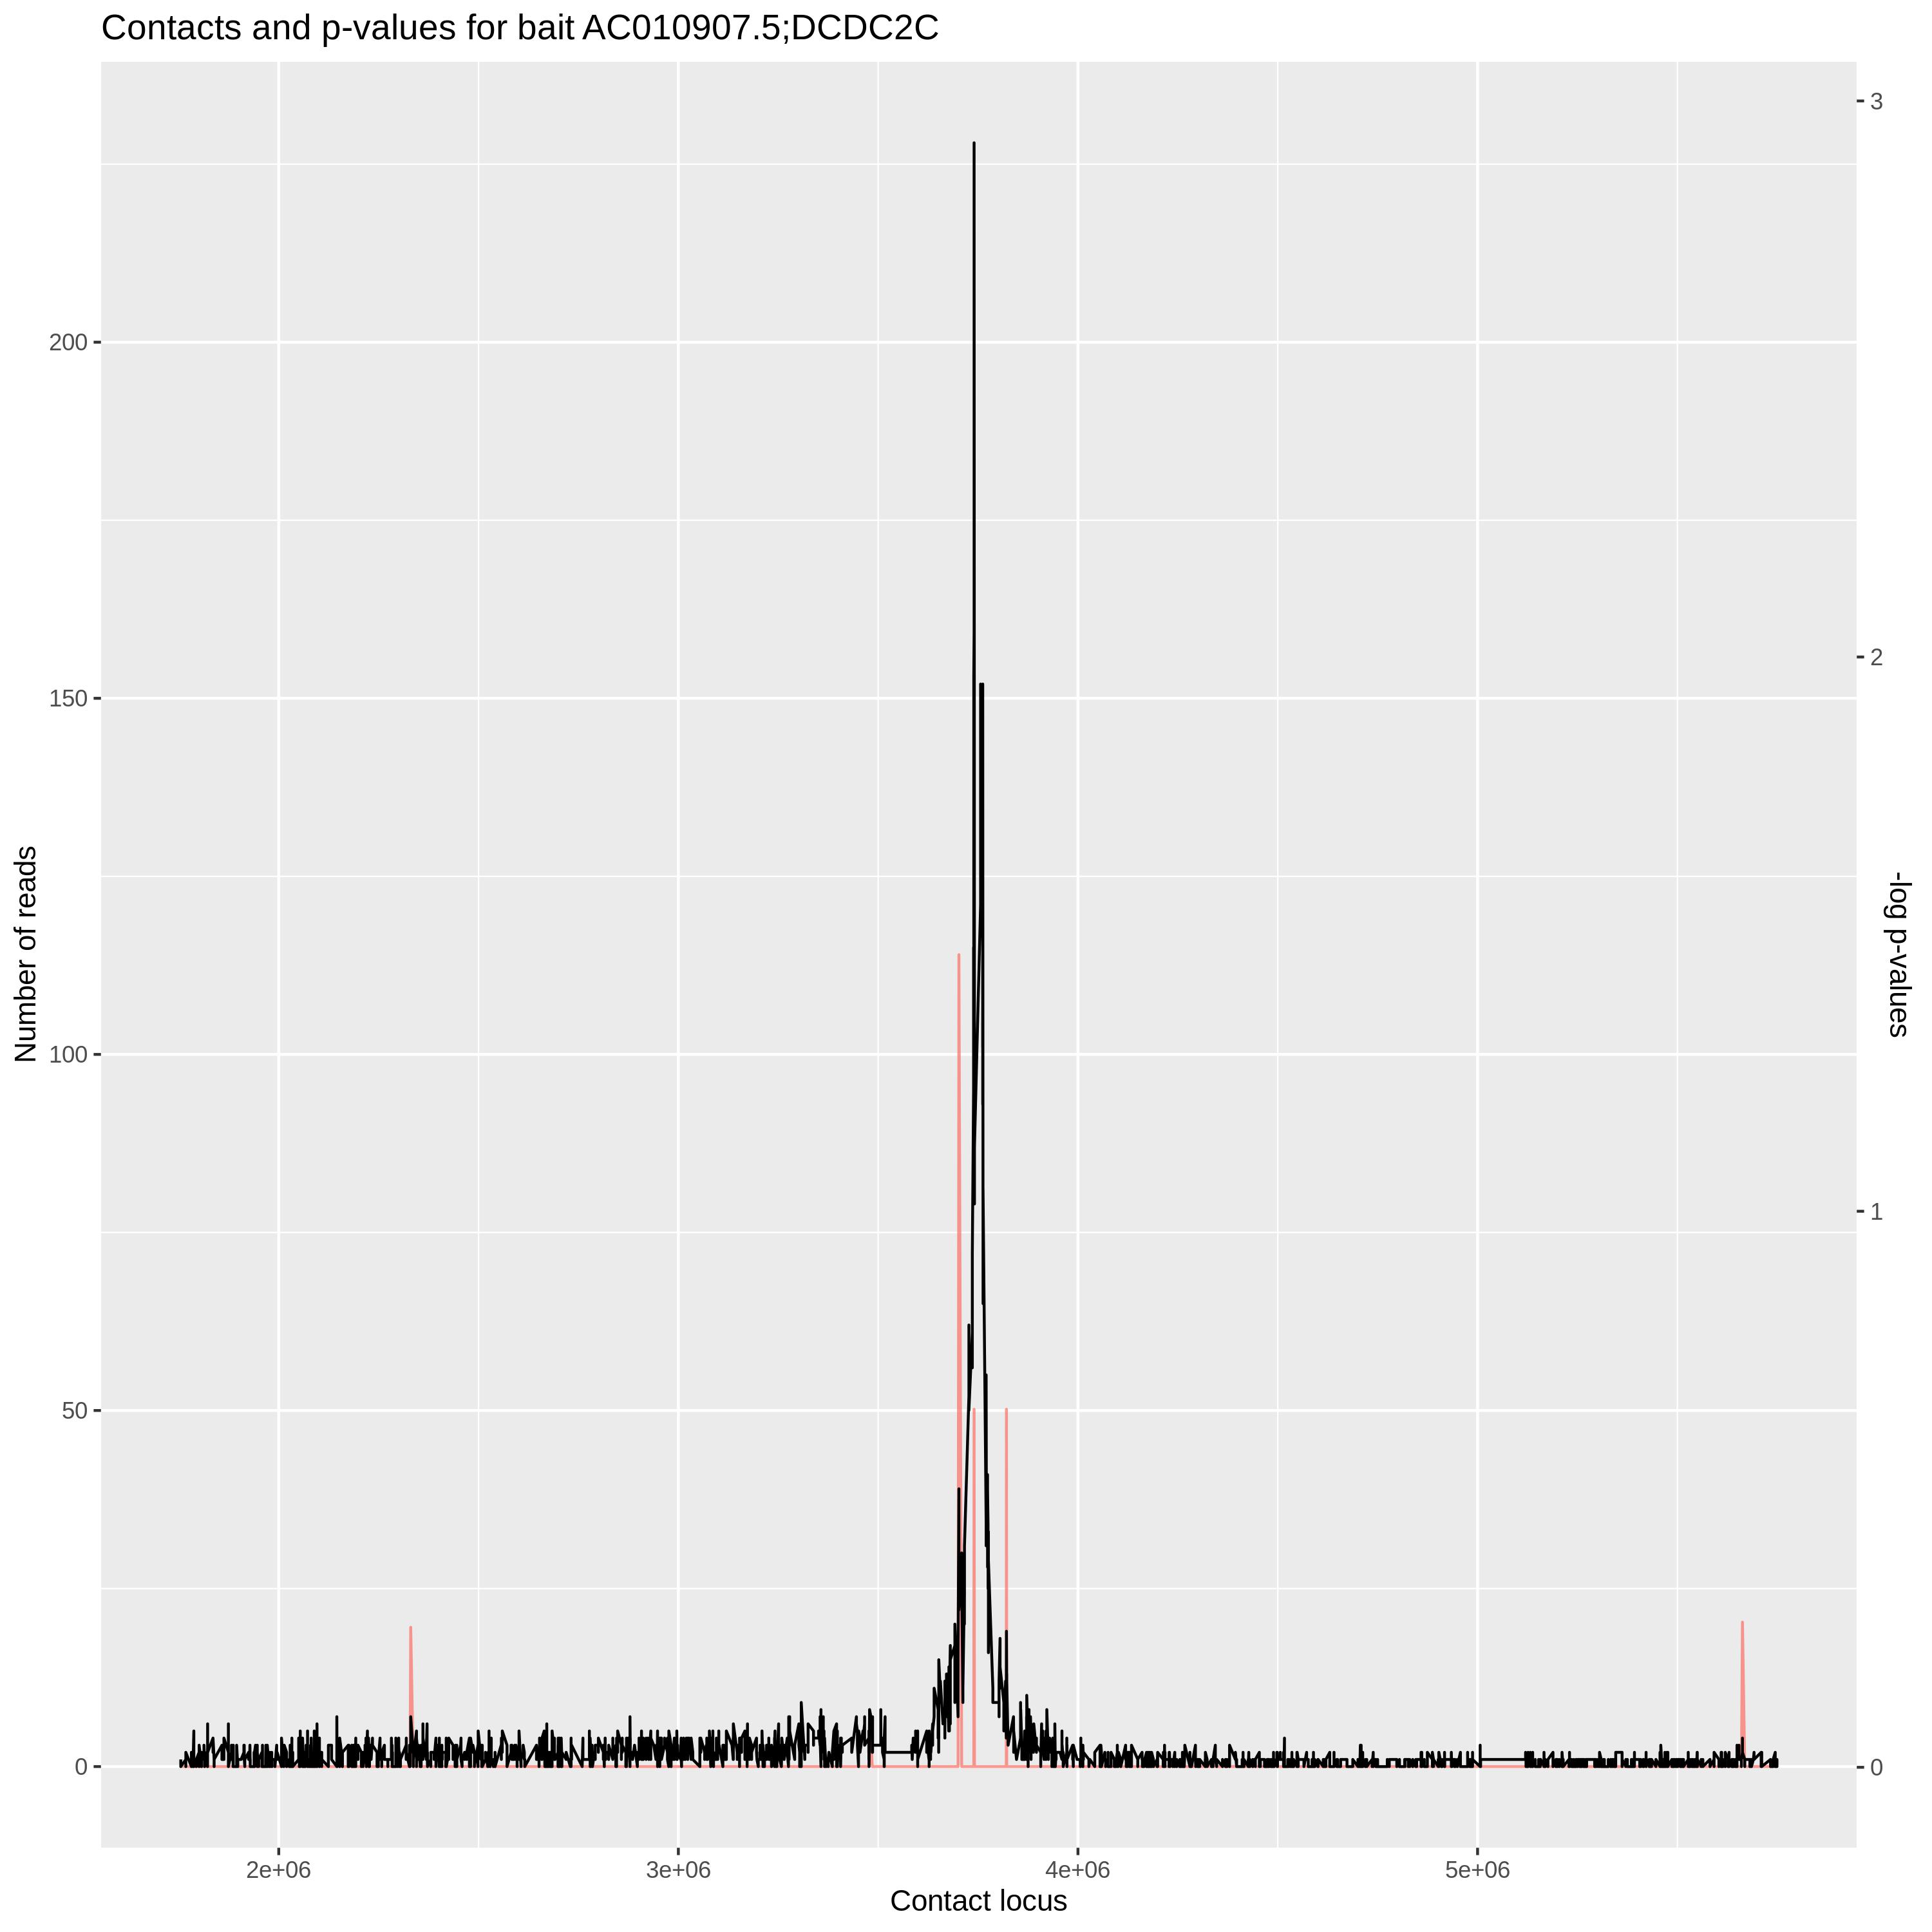 Contacts and p-values for bait AC010907.5;DCDC2C
3
200
2
150
Number of reads
-log p-values
100
1
50
0
0
2e+06
3e+06
4e+06
5e+06
Contact locus